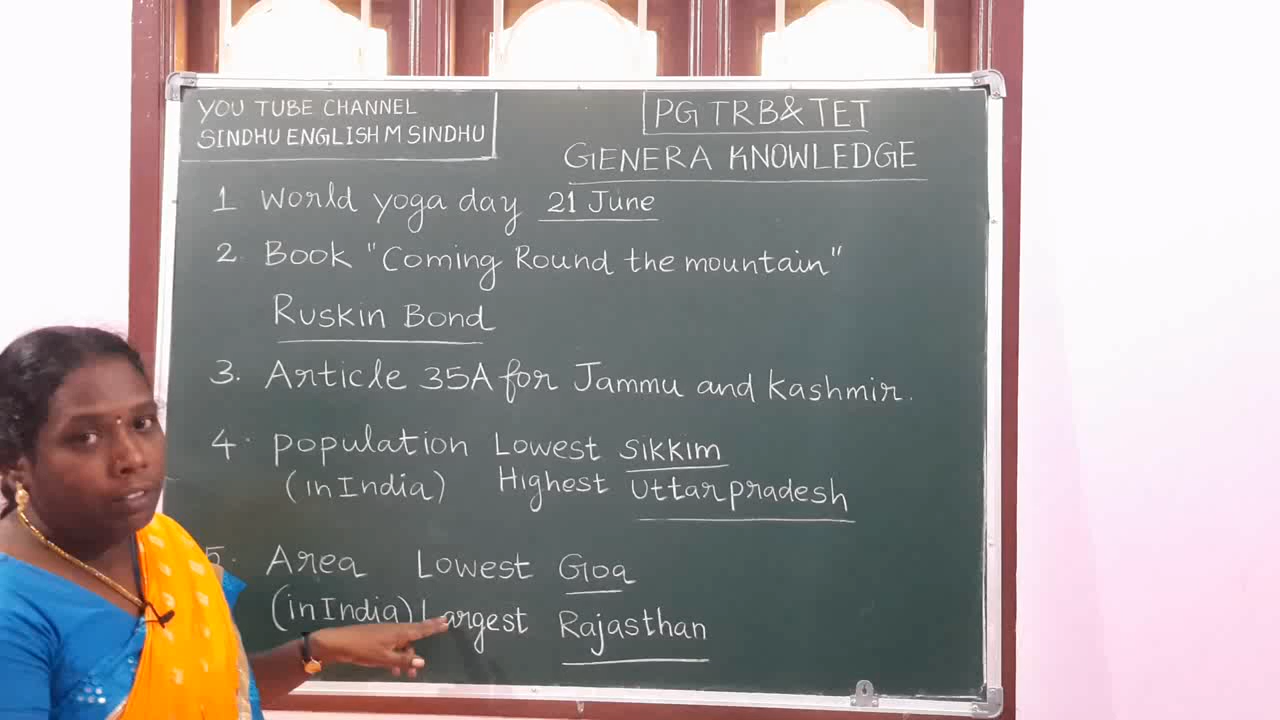 YOU TUBE CHANNEL
SINDHU ENGLISH M SINDHU
PG TRB & TET
GENERA KNOWLEDGE
1 World yoga day 21 June
2. Book "Coming Round the mountain"
Ruskin Bond
3. Article 35A for Jammu and Kashmir.
4. population Lowest Sikkim
(in India) Highest Uttarpradesh
5. Area Lowest Goa
(in India) Largest Rajasthan